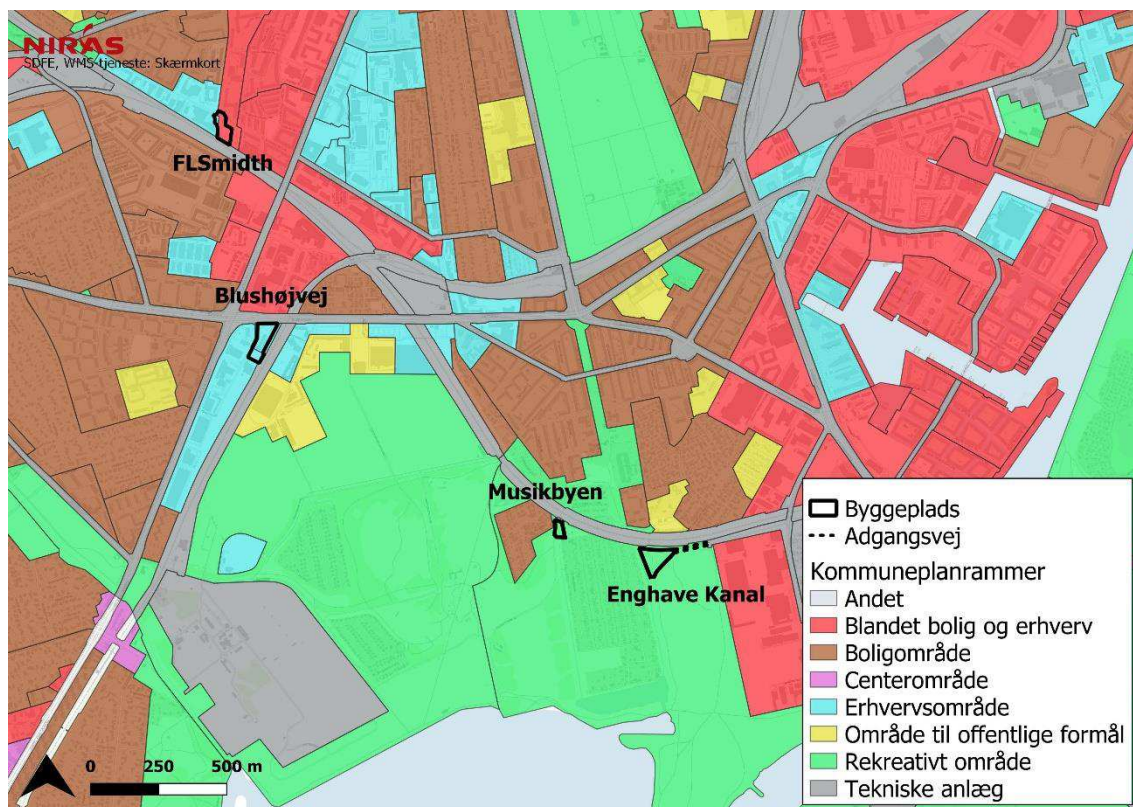 NIRÁS
SDFE, WMS-tjeneste: Skærmkort
FLSmidth
Blushøjvej
Musikbyen
Enghave Kanal
Byggeplads
Adgangsvej
Kommuneplanrammer
Andet
Blandet bolig og erhverv
Boligområde
Centerområde
Erhvervsområde
Område til offentlige formål
Rekreativt område
Tekniske anlæg
0 250 500 m